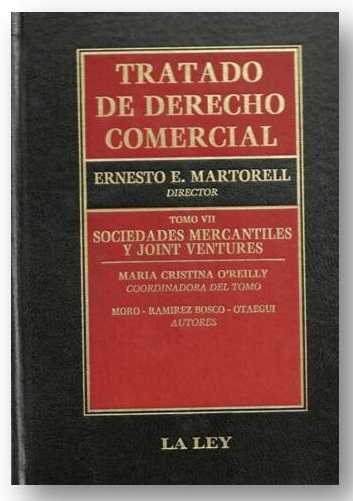 TRATADO
DE DERECHO
COMERCIAL
ERNESTO E. MARTORELL
DIRECTOR
TOMO VII
SOCIEDADES MERCANTILES
Y JOINT VENTURES
MARIA CRISTINA O'REILLY
COORDINADORA DEL TOMO
MORO - RAMIREZ BOSCO - OTAEGUI
AUTORES
LA LEY